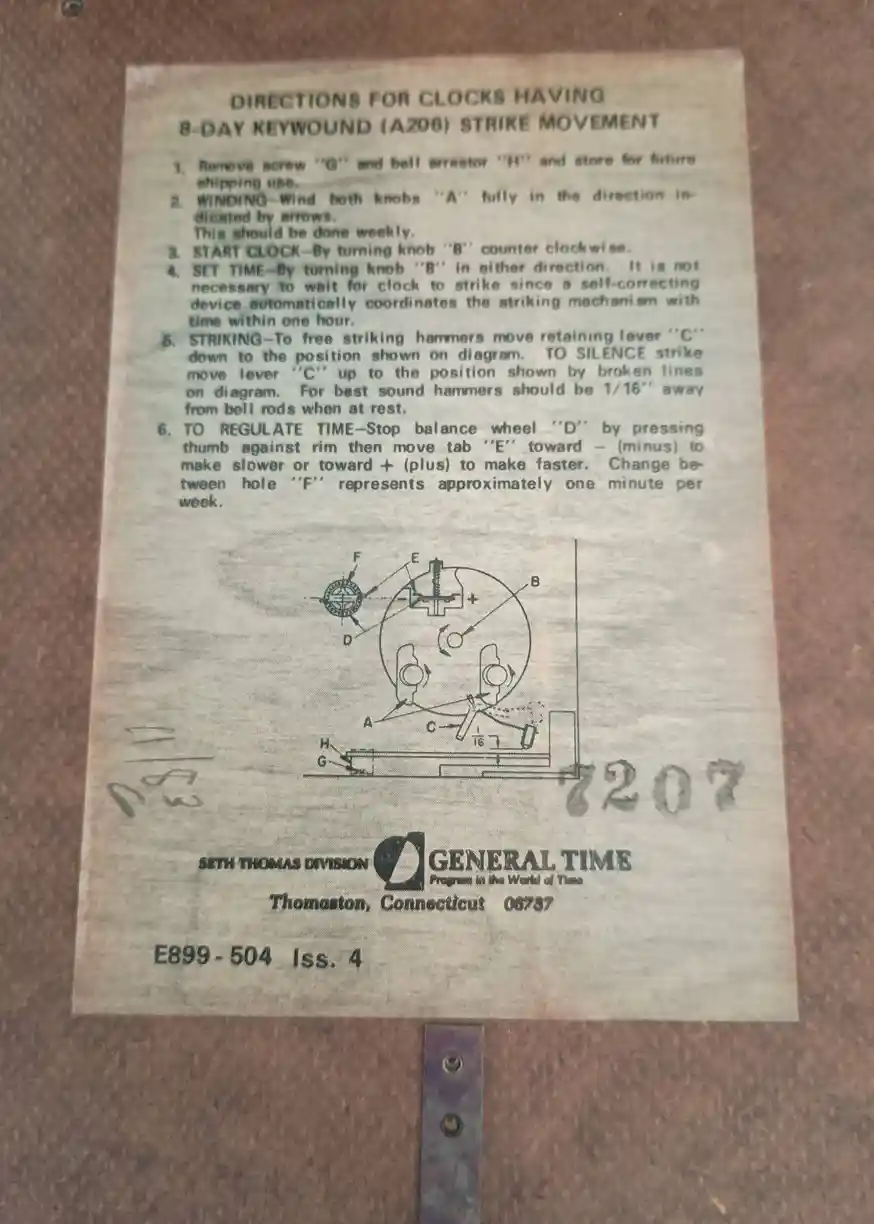 DIRECTIONS FOR CLOCKS HAVING
8-DAY KEYWOUND (A206) STRIKE MOVEMENT
1. Remove screw "G" and bell arrestor "H" and store for future
shipping use.
2. WINDING—Wind both knobs "A" fully in the direction in-
dicated by arrows.
This should be done weekly.
3. START CLOCK—By turning knob "B" counter clockwise.
4. SET TIME—By turning knob "B" in either direction. It is not
necessary to wait for clock to strike since a self-correcting
device automatically coordinates the striking mechanism with
time within one hour.
5. STRIKING—To free striking hammers move retaining lever "C"
down to the position shown on diagram. TO SILENCE strike
move lever "C" up to the position shown by broken lines
on diagram. For best sound hammers should be 1/16" away
from bell rods when at rest.
6. TO REGULATE TIME—Stop balance wheel "D" by pressing
thumb against rim then move tab "E" toward — (minus) to
make slower or toward + (plus) to make faster. Change be-
tween hole "F" represents approximately one minute per
week.
F E
B
- +
D
A C 1/16
H
G
7207
SETH THOMAS DIVISION GENERAL TIME
Progress in the World of Time
Thomaston, Connecticut 06787
E899-504 Iss. 4